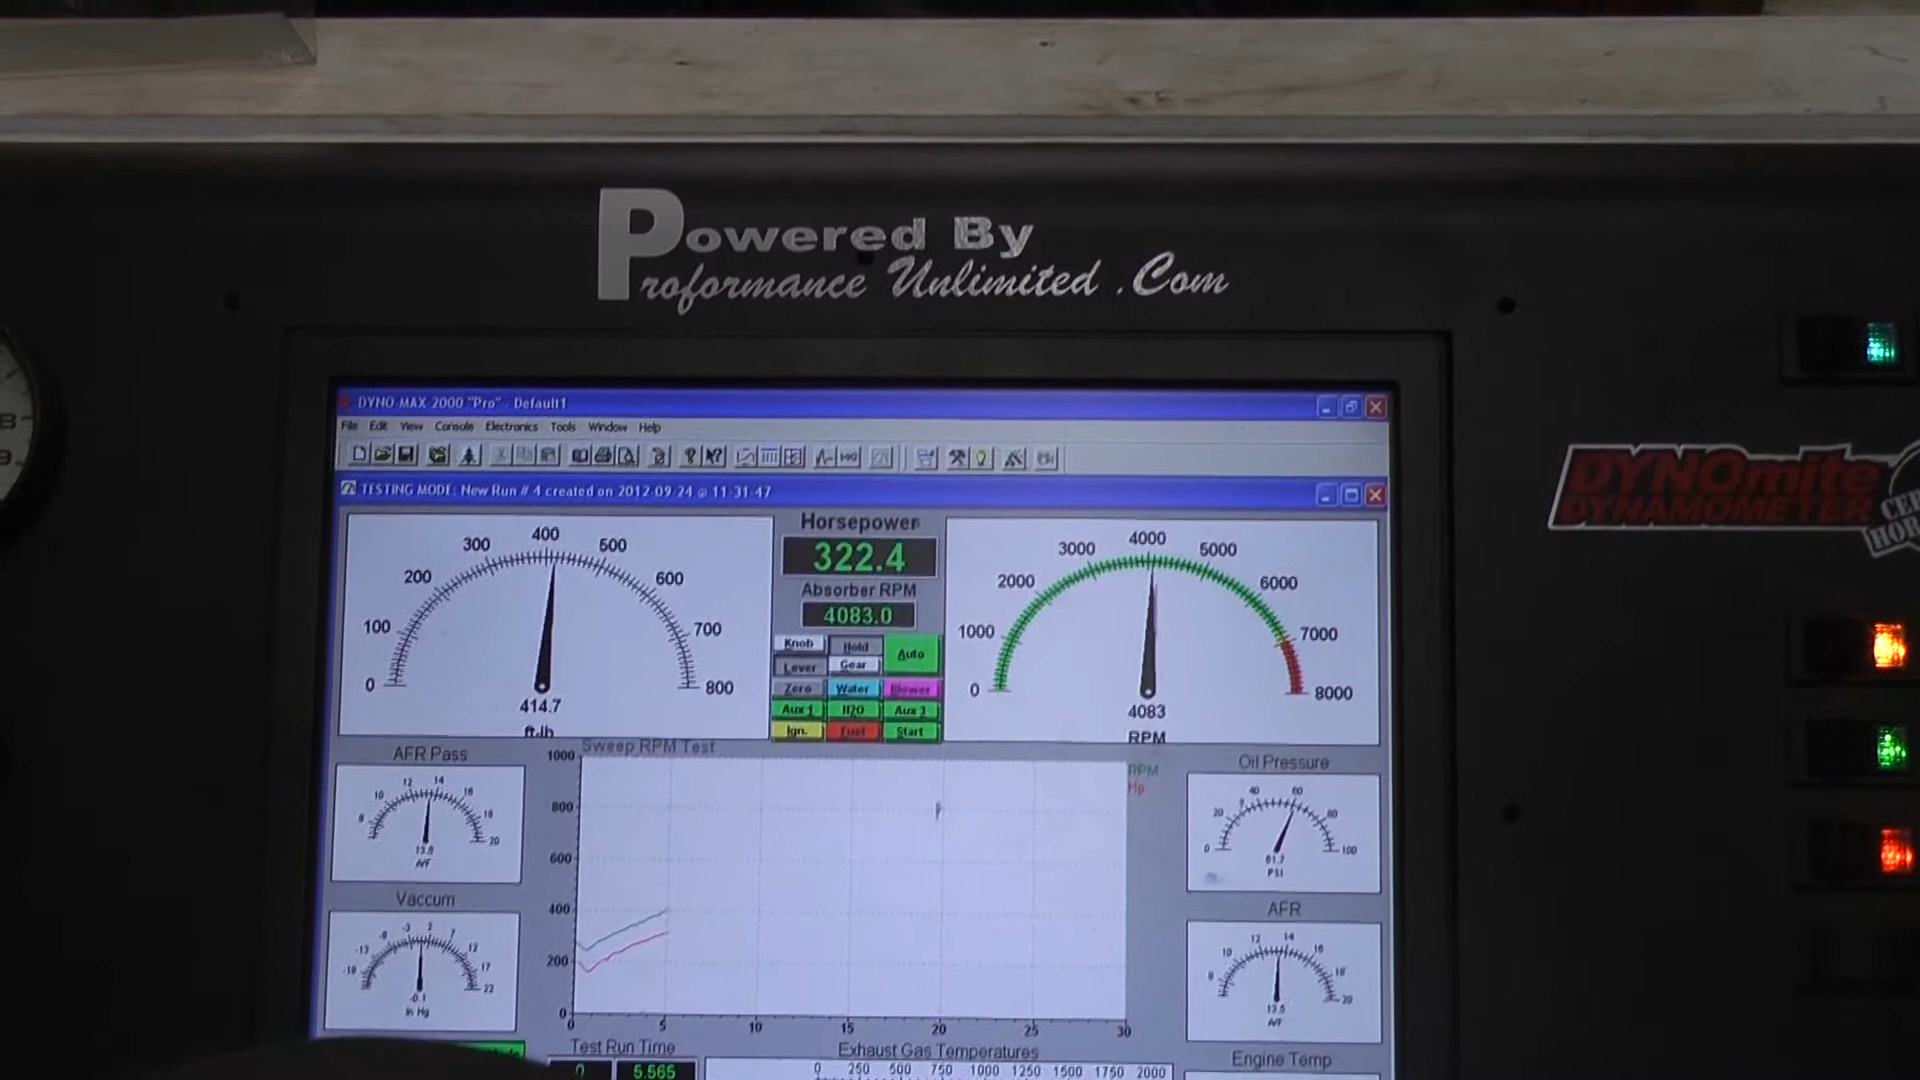 Powered By
Proformance Unlimited .Com
DYNO-MAX 2000 "Pro" - Default1
File Edit View Console Electronics Tools Window Help
TESTING MODE: New Run # 4 created on 2012-09-24 @ 11-31-47
DYNOmite
DYNAMOMETER
0 100 200 300 400 500 600 700 800
414.7
ft-lb
Horsepower
322.4
Absorber RPM
4083.0
Knob Hold Auto
Lever Gear
Zero Water Blower
Aux 1 H2O Aux 3
Ign. Fuel Start
0 1000 2000 3000 4000 5000 6000 7000 8000
4083
RPM
AFR Pass
8 10 12 14 16 18 20
13.8
A/F
Vaccum
-18 -13 -8 -3 2 7 12 17 22
-0.1
In Hg
Sweep RPM Test
1000
800
600
400
200
0
0 5 10 15 20 25 30
RPM
Hp
Oil Pressure
0 20 40 60 80 100
61.7
PSI
AFR
8 10 12 14 16 18 20
13.5
A/F
Test Run Time
0 5.565
Exhaust Gas Temperatures
0 250 500 750 1000 1250 1500 1750 2000
Engine Temp